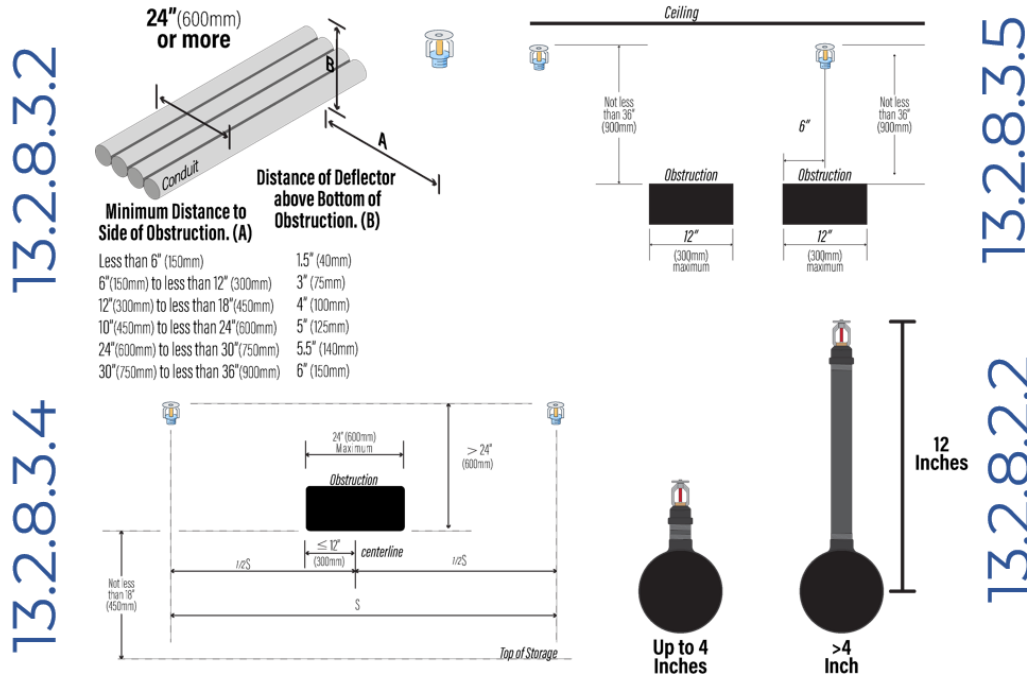 13.2.8.3.2
24"(600mm)
or more
B
A
Conduit
Minimum Distance to
Side of Obstruction. (A)
Distance of Deflector
above Bottom of
Obstruction. (B)
Less than 6" (150mm) 1.5" (40mm)
6"(150mm) to less than 12" (300mm) 3" (75mm)
12"(300mm) to less than 18"(450mm) 4" (100mm)
10"(450mm) to less than 24"(600mm) 5" (125mm)
24"(600mm) to less than 30"(750mm) 5.5" (140mm)
30"(750mm) to less than 36"(900mm) 6" (150mm)
13.2.8.3.5
Ceiling
Not less
than 36"
(900mm)
6"
Not less
than 36"
(900mm)
Obstruction
Obstruction
12"
(300mm)
maximum
12"
(300mm)
maximum
13.2.8.3.4
24" (600mm)
Maximum
> 24"
(600mm)
Obstruction
≤ 12"
(300mm)
centerline
1/2S
1/2S
S
Not less
than 18"
(450mm)
Top of Storage
13.2.8.2.2
12
Inches
Up to 4
Inches
>4
Inch